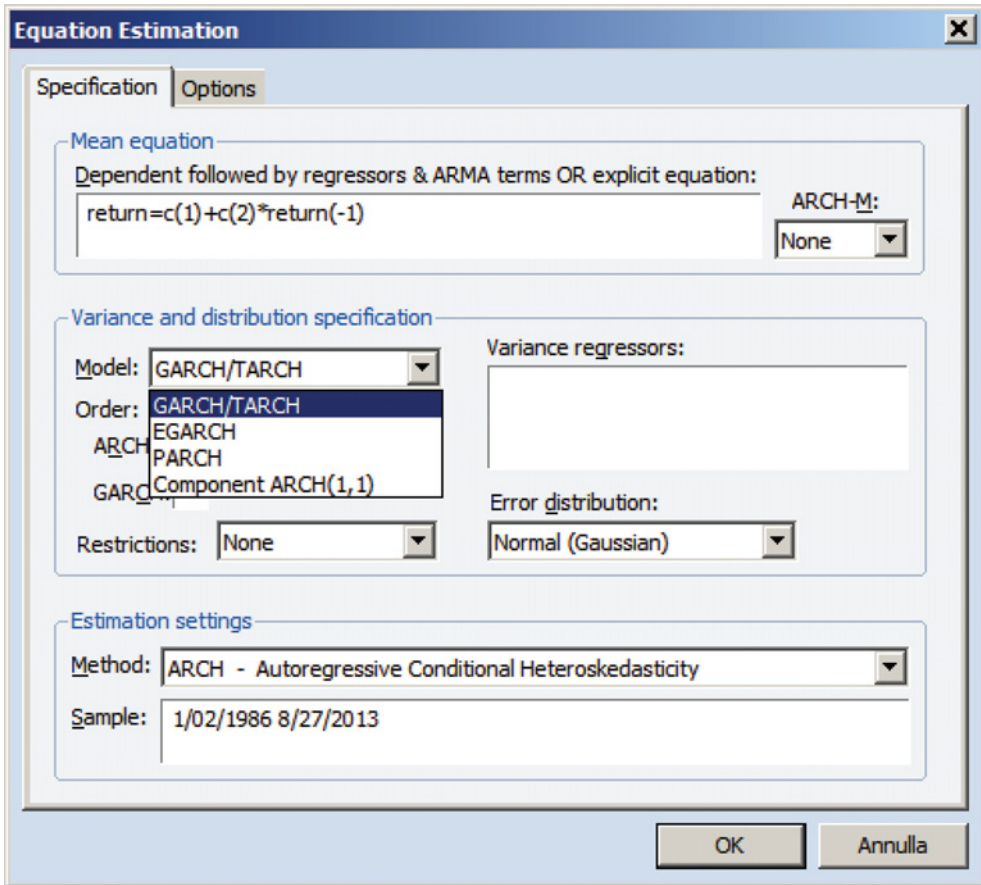 Equation Estimation
Specification Options
Mean equation
Dependent followed by regressors & ARMA terms OR explicit equation:
return=c(1)+c(2)*return(-1)
ARCH-M:
None
Variance and distribution specification
Model: GARCH/TARCH
GARCH/TARCH
EGARCH
PARCH
Component ARCH(1,1)
Order:
ARCH
GARCH:
Restrictions: None
Variance regressors:
Error distribution:
Normal (Gaussian)
Estimation settings
Method: ARCH - Autoregressive Conditional Heteroskedasticity
Sample: 1/02/1986 8/27/2013
OK Annulla